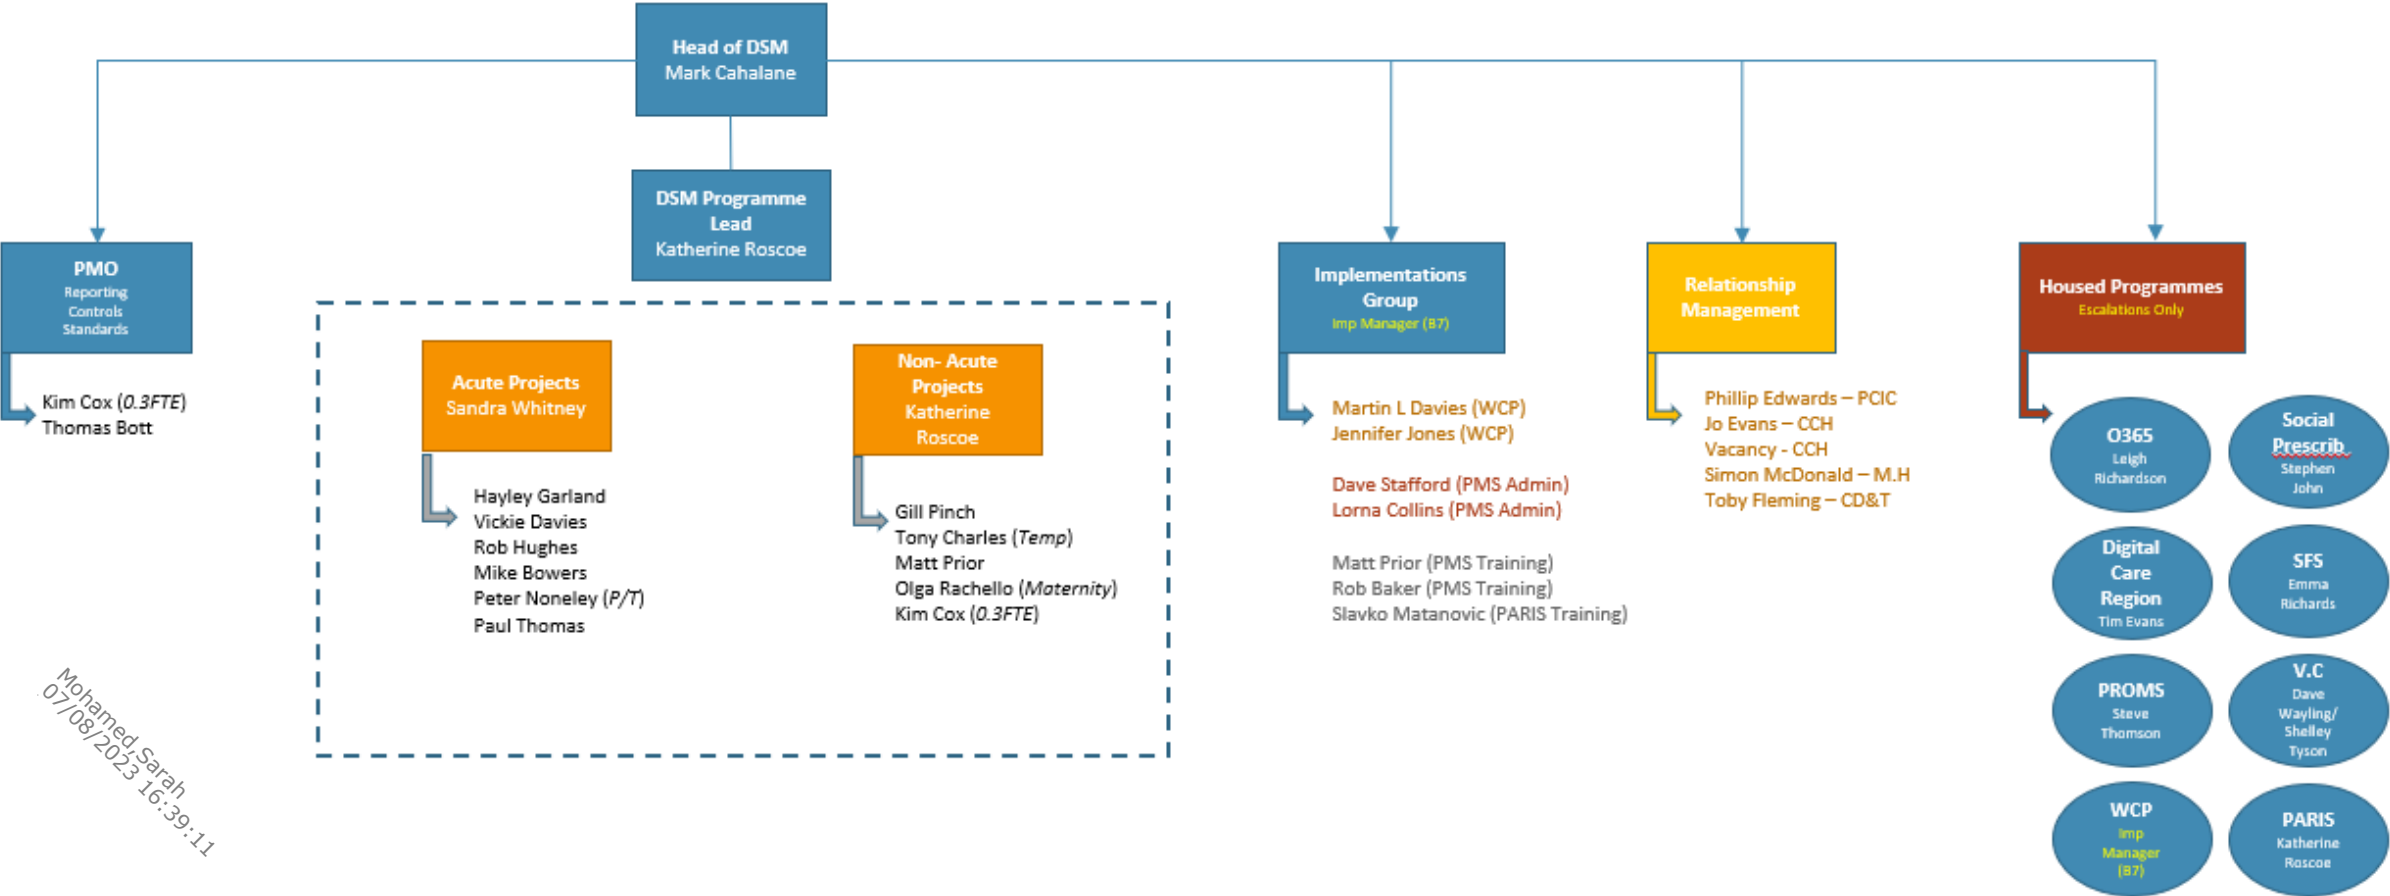 Head of DSM
Mark Cahalane
DSM Programme
Lead
Katherine Roscoe
PMO
Reporting
Controls
Standards
Kim Cox (0.3FTE)
Thomas Bott
Acute Projects
Sandra Whitney
Hayley Garland
Vickie Davies
Rob Hughes
Mike Bowers
Peter Noneley (P/T)
Paul Thomas
Non- Acute
Projects
Katherine
Roscoe
Gill Pinch
Tony Charles (Temp)
Matt Prior
Olga Rachello (Maternity)
Kim Cox (0.3FTE)
Implementations
Group
Imp Manager (B7)
Martin L Davies (WCP)
Jennifer Jones (WCP)
Dave Stafford (PMS Admin)
Lorna Collins (PMS Admin)
Matt Prior (PMS Training)
Rob Baker (PMS Training)
Slavko Matanovic (PARIS Training)
Relationship
Management
Phillip Edwards – PCIC
Jo Evans – CCH
Vacancy - CCH
Simon McDonald – M.H
Toby Fleming – CD&T
Housed Programmes
Escalations Only
O365
Leigh
Richardson
Social
Prescrib
Stephen
John
Digital
Care
Region
Tim Evans
SFS
Emma
Richards
PROMS
Steve
Thomson
V.C
Dave
Wayling/
Shelley
Tyson
WCP
Imp
Manager
(B7)
PARIS
Katherine
Roscoe
Mohamed,Sarah
07/08/2023 16:39:11